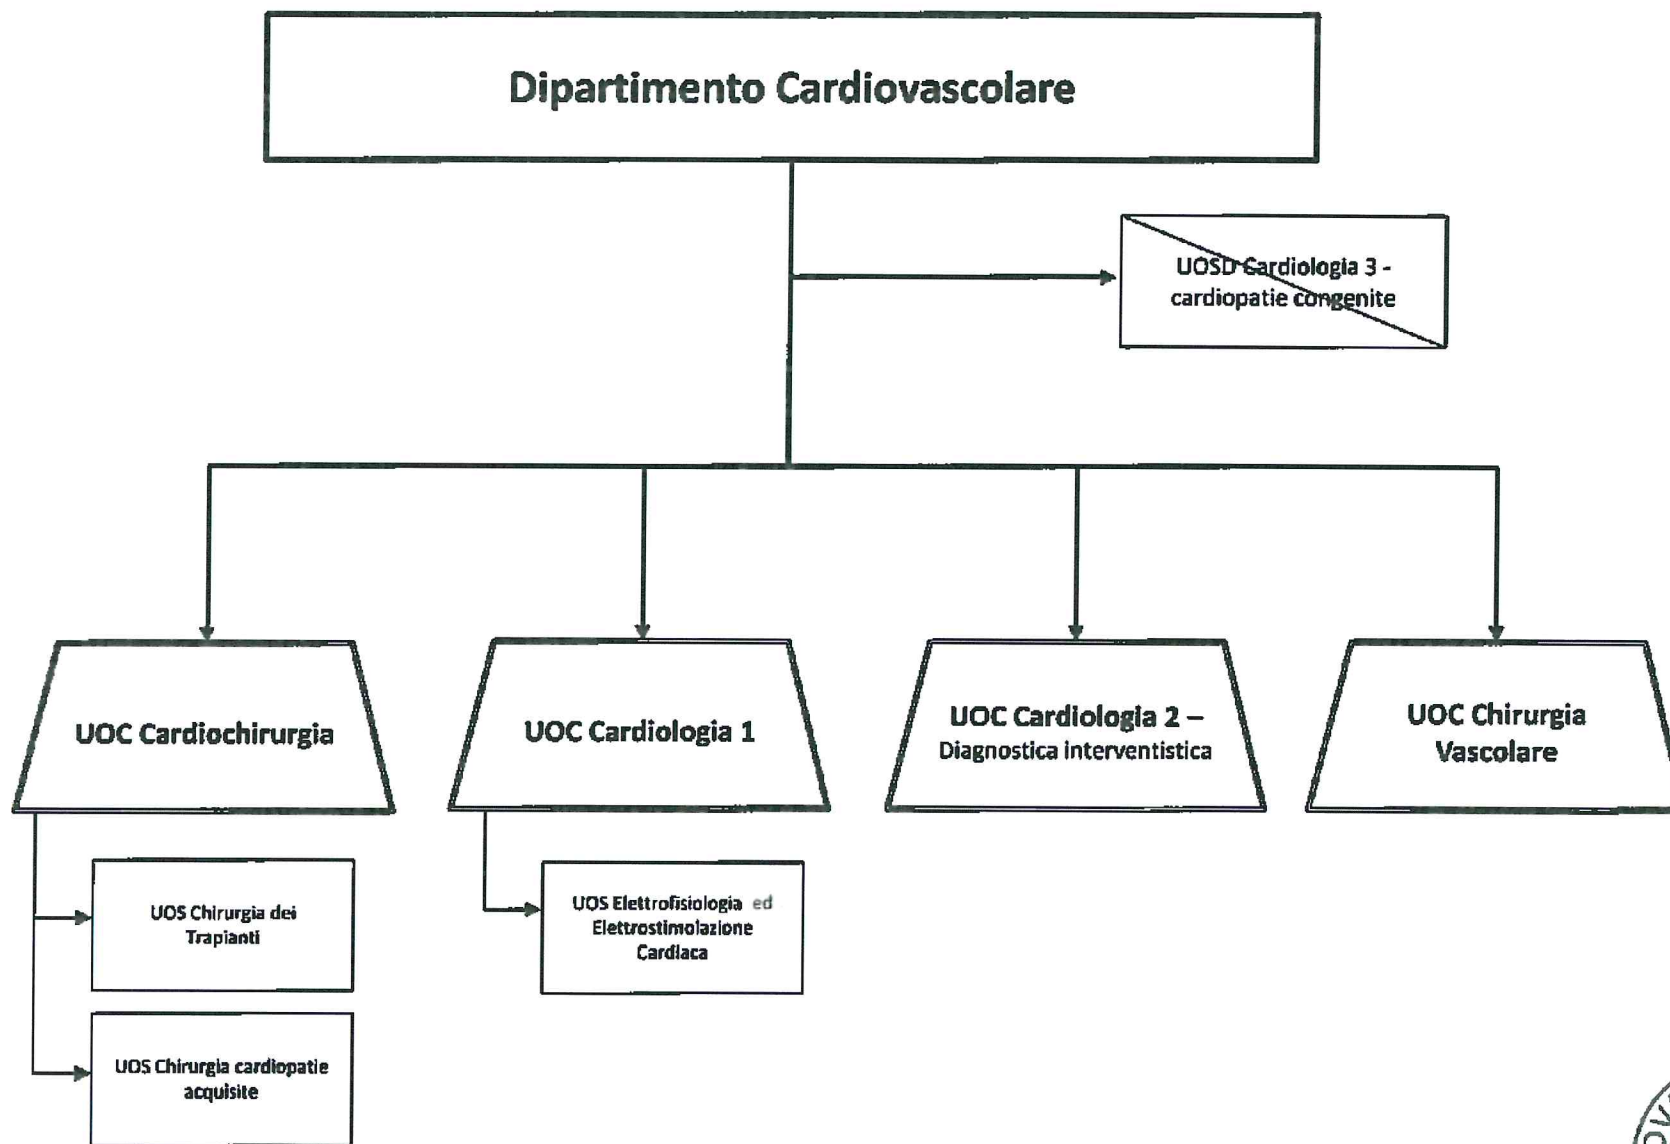 Dipartimento Cardiovascolare
UOSD Cardiologia 3 -
cardiopatie congenite
UOC Cardiochirurgia
UOC Cardiologia 1
UOC Cardiologia 2 –
Diagnostica interventistica
UOC Chirurgia
Vascolare
UOS Chirurgia dei
Trapianti
UOS Elettrofisiologia ed
Elettrostimolazione
Cardiaca
UOS Chirurgia cardiopatie
acquisite